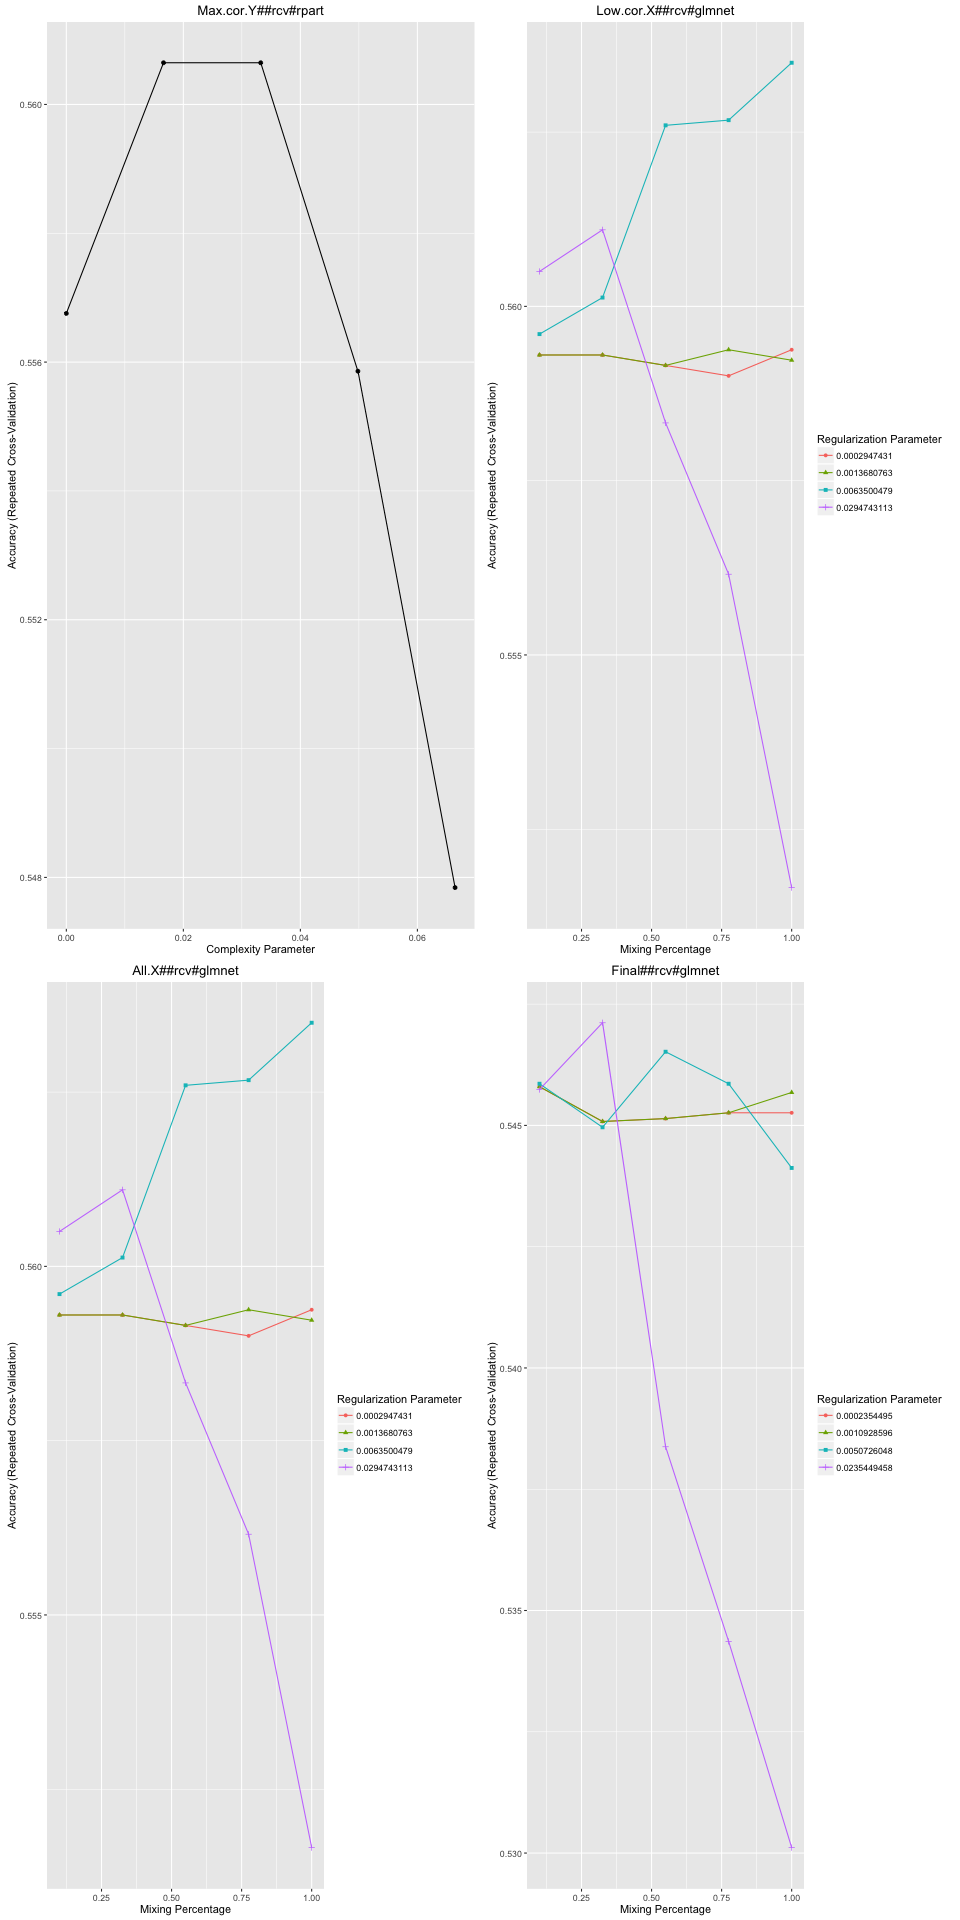 Max.cor.Y##rcv#rpart
Accuracy (Repeated Cross-Validation)
0.560
0.556
0.552
0.548
0.00 0.02 0.04 0.06
Complexity Parameter
Low.cor.X##rcv#glmnet
Accuracy (Repeated Cross-Validation)
0.560
0.555
0.25 0.50 0.75 1.00
Mixing Percentage
Regularization Parameter
0.0002947431
0.0013680763
0.0063500479
0.0294743113
All.X##rcv#glmnet
Accuracy (Repeated Cross-Validation)
0.560
0.555
0.25 0.50 0.75 1.00
Mixing Percentage
Regularization Parameter
0.0002947431
0.0013680763
0.0063500479
0.0294743113
Final##rcv#glmnet
Accuracy (Repeated Cross-Validation)
0.545
0.540
0.535
0.530
0.25 0.50 0.75 1.00
Mixing Percentage
Regularization Parameter
0.0002354495
0.0010928596
0.0050726048
0.0235449458